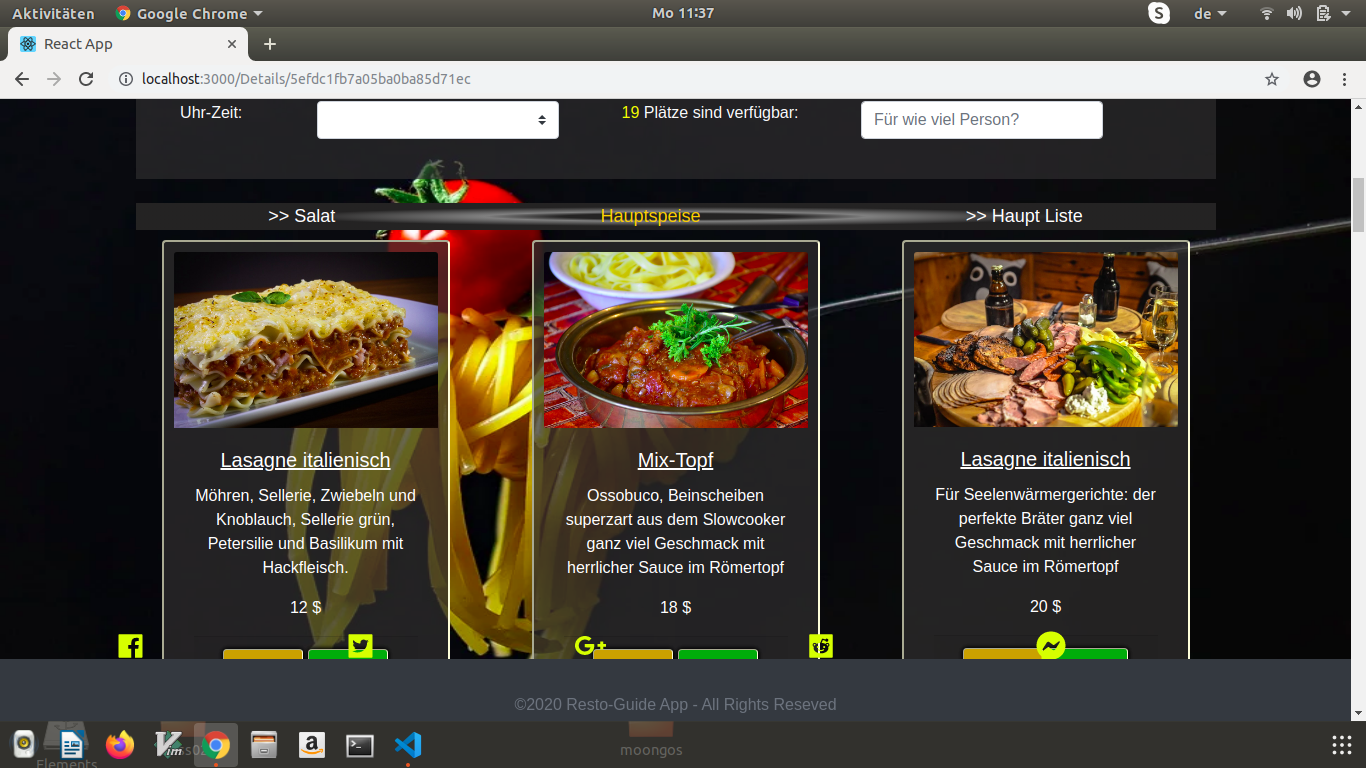 Aktivitäten
Google Chrome
Mo 11:37
S
de
React App
localhost:3000/Details/5efdc1fb7a05ba0ba85d71ec
Uhr-Zeit:
19 Plätze sind verfügbar:
Für wie viel Person?
>> Salat
Hauptspeise
>> Haupt Liste
Lasagne italienisch
Möhren, Sellerie, Zwiebeln und
Knoblauch, Sellerie grün,
Petersilie und Basilikum mit
Hackfleisch.
12 $
Mix-Topf
Ossobuco, Beinscheiben
superzart aus dem Slowcooker
ganz viel Geschmack mit
herrlicher Sauce im Römertopf
18 $
Lasagne italienisch
Für Seelenwärmergerichte: der
perfekte Bräter ganz viel
Geschmack mit herrlicher
Sauce im Römertopf
20 $
G+
©2020 Resto-Guide App - All Rights Reseved
Vim
a
Elements
moongos